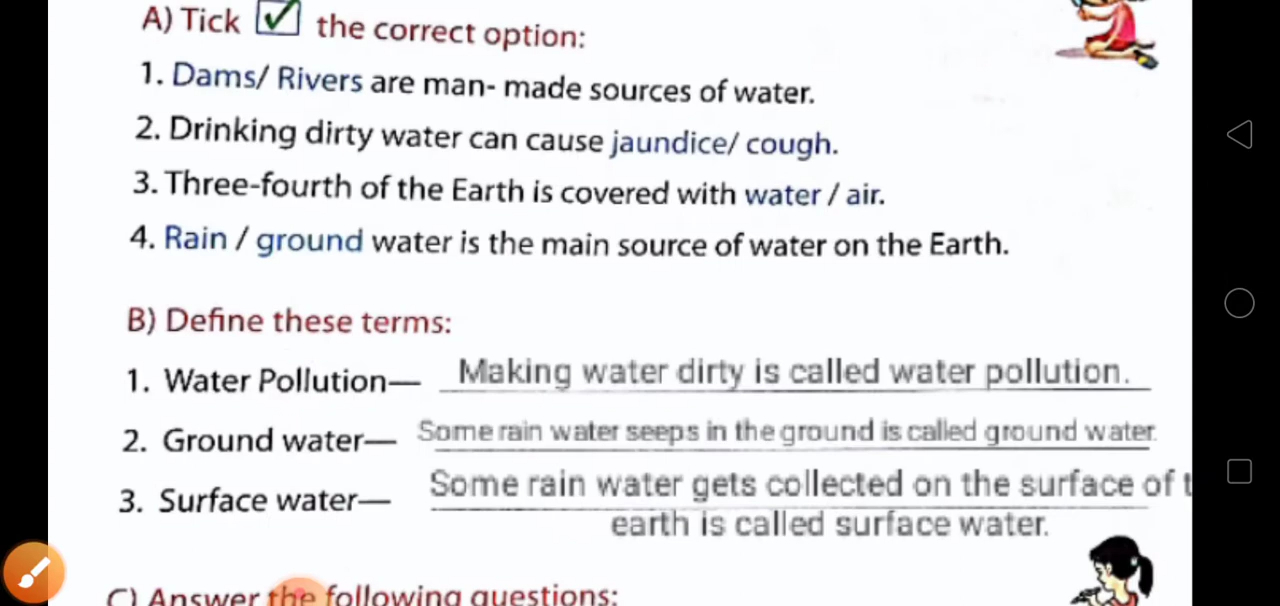 A) Tick ☑ the correct option:
1. Dams/ Rivers are man- made sources of water.
2. Drinking dirty water can cause jaundice/ cough.
3. Three-fourth of the Earth is covered with water / air.
4. Rain / ground water is the main source of water on the Earth.
B) Define these terms:
1. Water Pollution— Making water dirty is called water pollution.
2. Ground water— Some rain water seeps in the ground is called ground water.
3. Surface water— Some rain water gets collected on the surface of
earth is called surface water.
C) Answer the following questions: